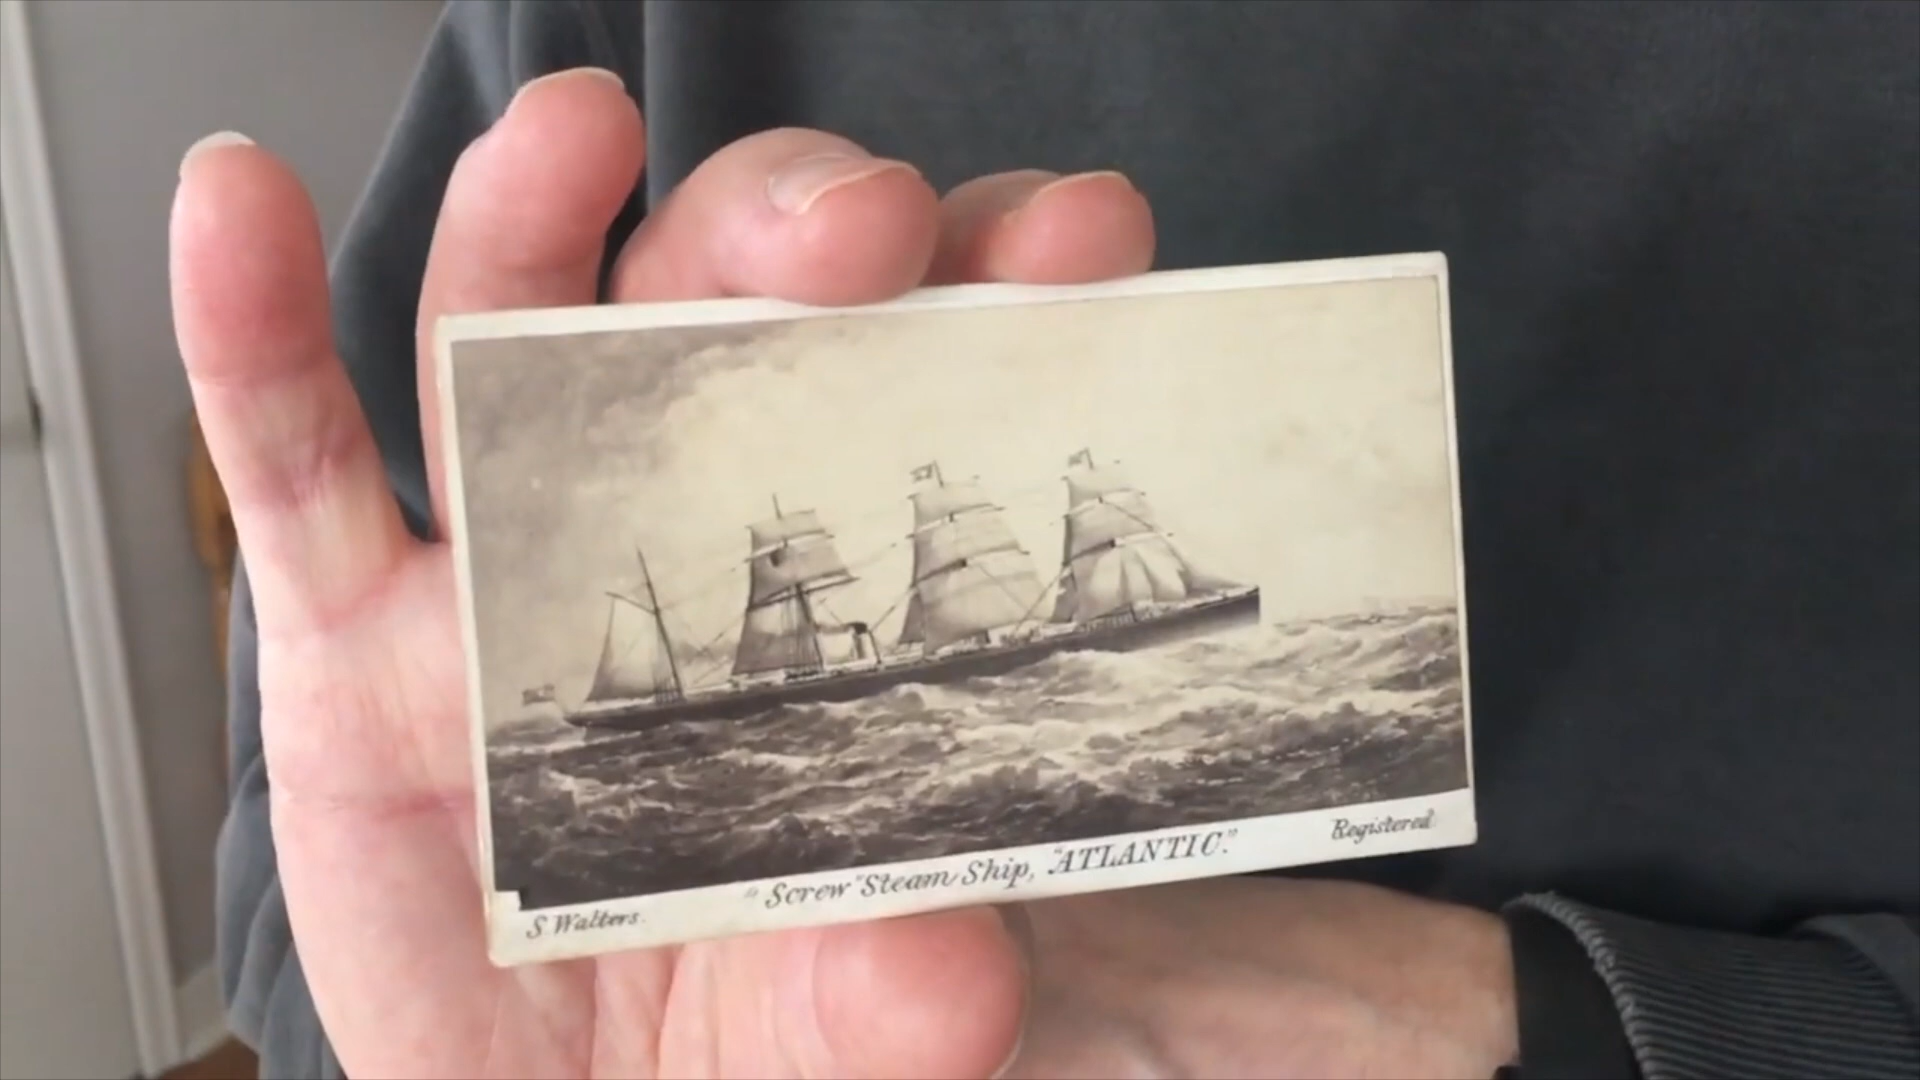 "Screw" Steam Ship, "ATLANTIC."
Registered.
S. Walters.